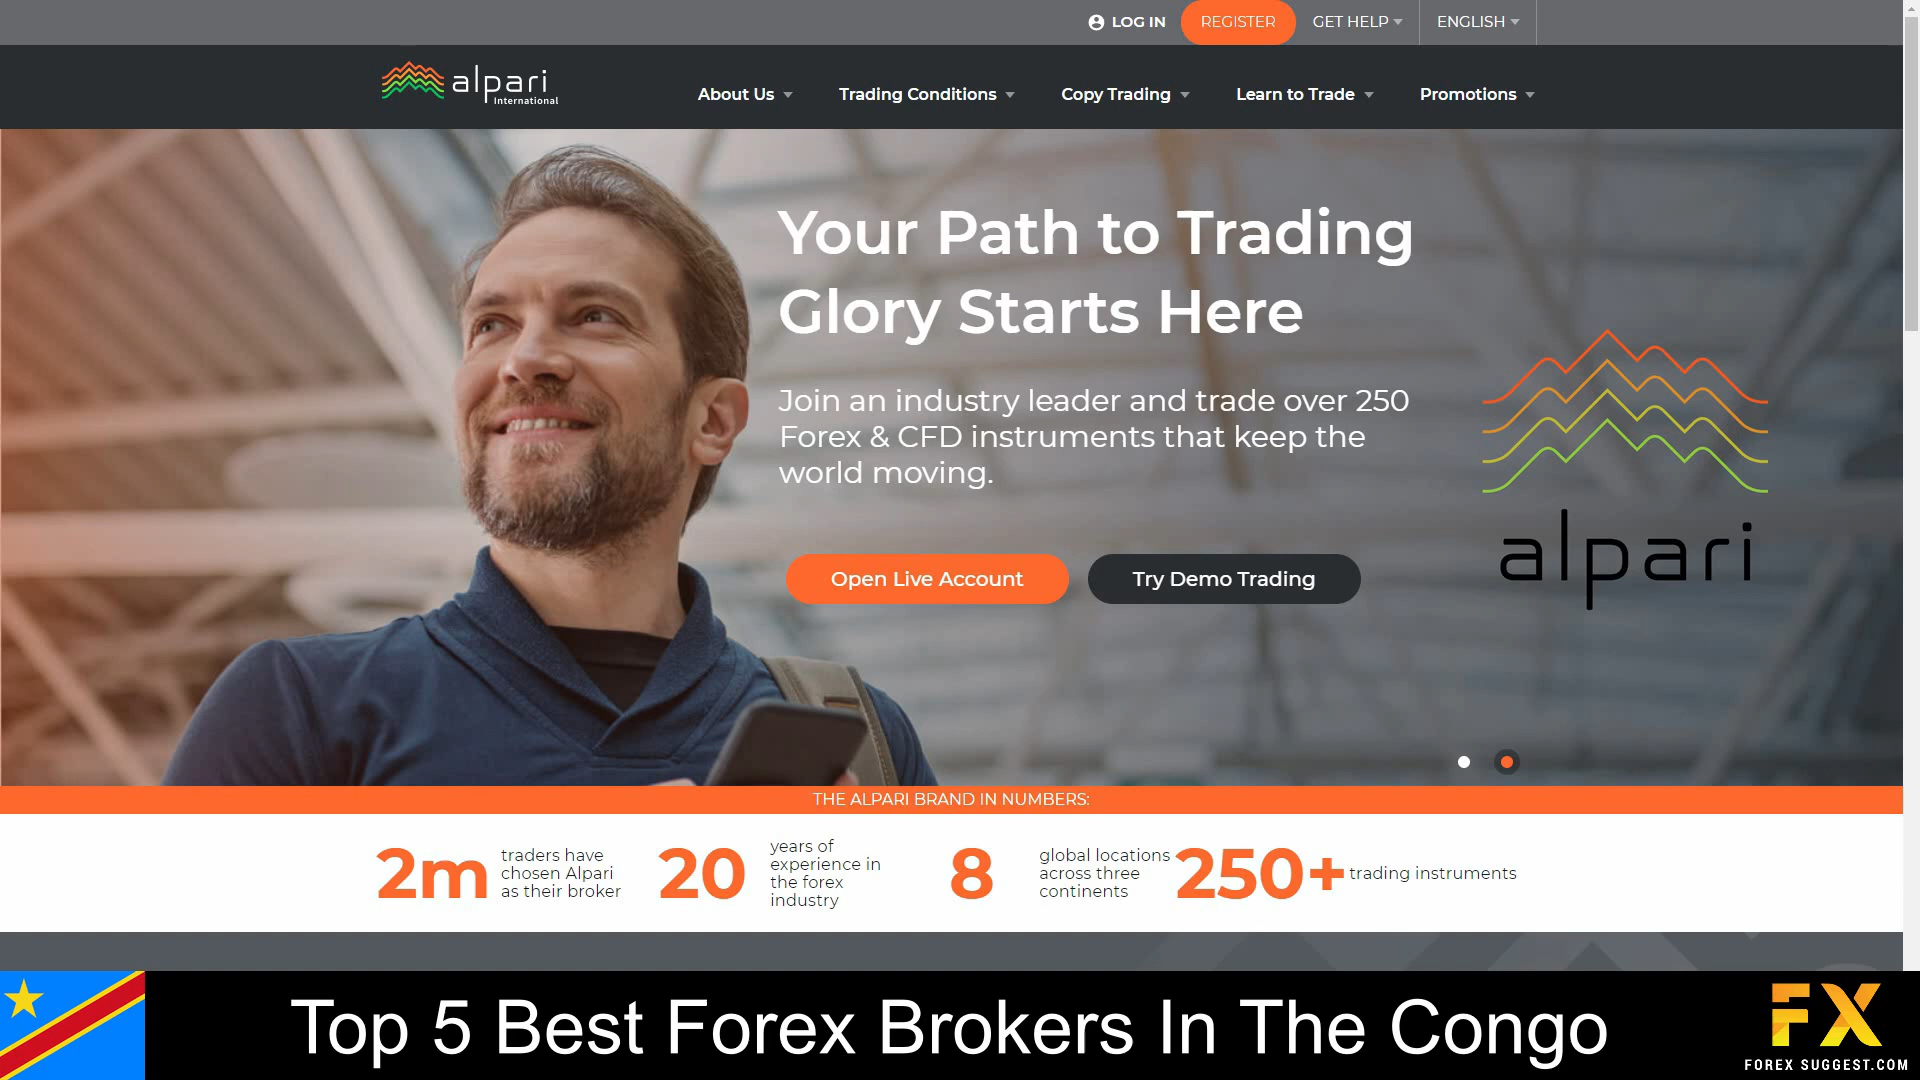 LOG IN
REGISTER
GET HELP
ENGLISH
alpari
International
About Us
Trading Conditions
Copy Trading
Learn to Trade
Promotions
Your Path to Trading
Glory Starts Here
Join an industry leader and trade over 250
Forex & CFD instruments that keep the
world moving.
Open Live Account
Try Demo Trading
alpari
THE ALPARI BRAND IN NUMBERS:
2m
traders have
chosen Alpari
as their broker
20
years of
experience in
the forex
industry
8
global locations
across three
continents
250+
trading instruments
Top 5 Best Forex Brokers In The Congo
FX
FOREX SUGGEST.COM